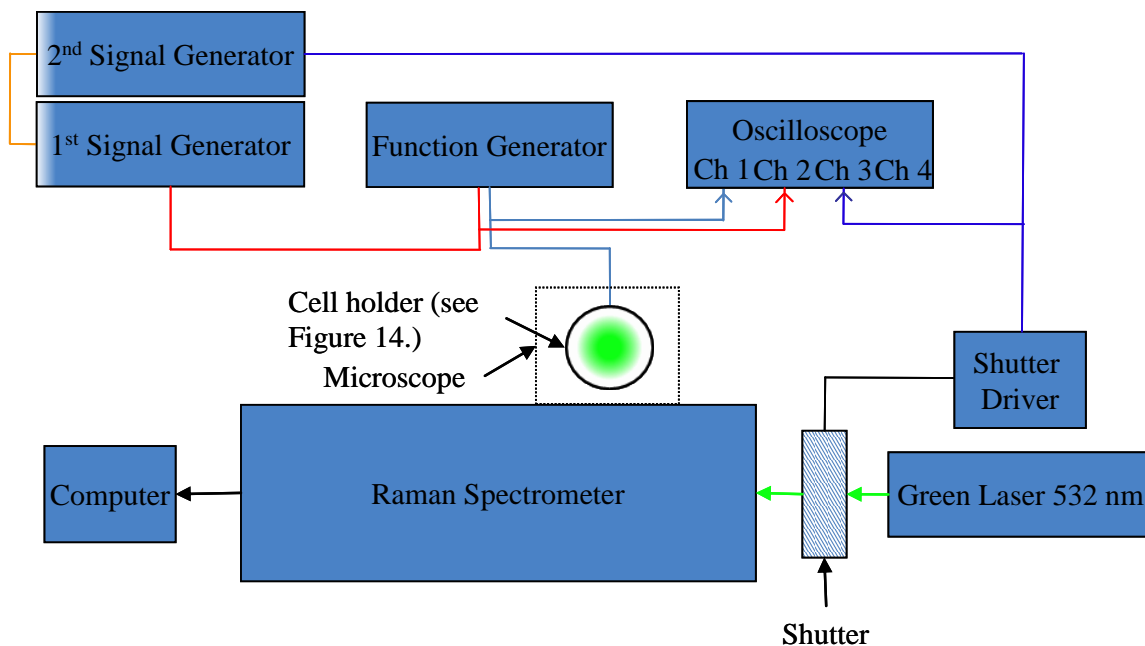 2nd Signal Generator
1st Signal Generator
Function Generator
Oscilloscope
Ch 1 Ch 2 Ch 3 Ch 4
Cell holder (see
Figure 14.)
Microscope
Shutter
Driver
Computer
Raman Spectrometer
Green Laser 532 nm
Shutter